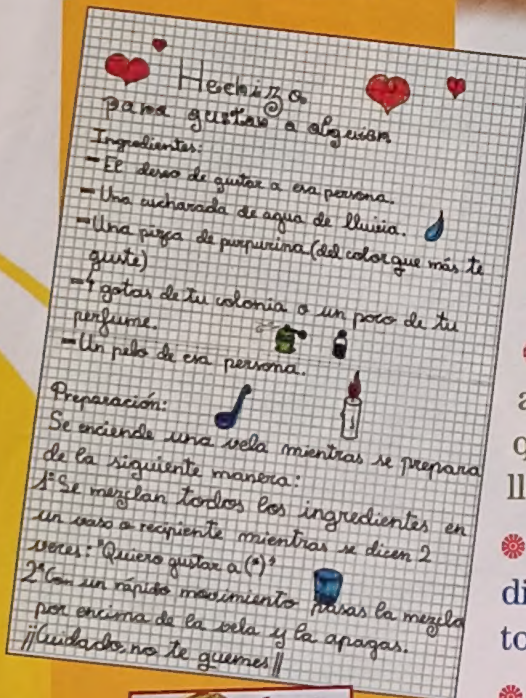 Hechizo
para gustar a alguien
Ingredientes:
-El deseo de gustar a esa persona.
-Una cucharada de agua de lluvia.
-Una pizca de purpurina (del color que más te
guste)
-4 gotas de tu colonia o un poco de tu
perfume.
-Un pelo de esa persona.
Preparación:
Se enciende una vela mientras se prepara
de la siguiente manera:
1º Se mezclan todos los ingredientes en
un vaso o recipiente mientras se dicen 2
veces: "Quiero gustar a (*)"
2º Con un rápido movimiento pasas la mezcla
por encima de la vela y la apagas.
¡¡Cuidado, no te quemes!!
a
q
ll
di
to